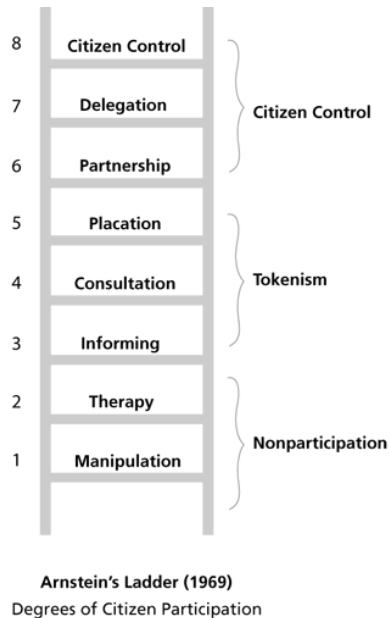 8 Citizen Control
7 Delegation
Citizen Control
6 Partnership
5 Placation
4 Consultation
Tokenism
3 Informing
2 Therapy
Nonparticipation
1 Manipulation
Arnstein's Ladder (1969)
Degrees of Citizen Participation